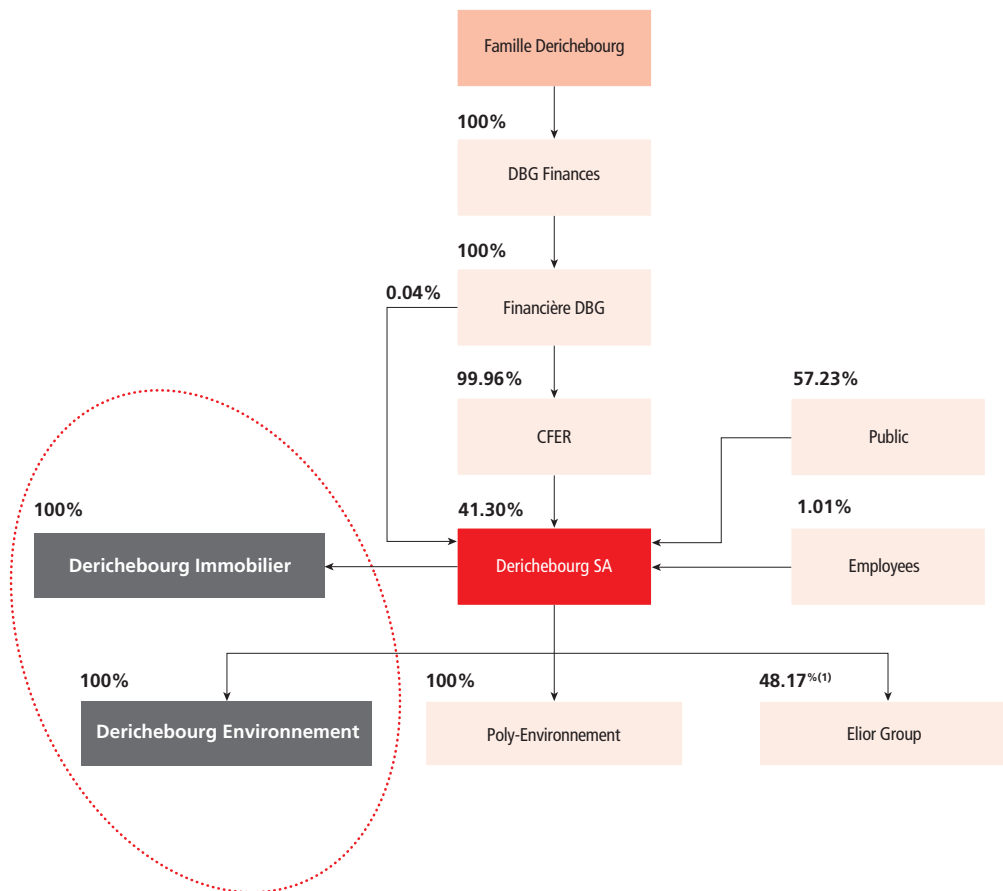 Famille Derichebourg
100%
DBG Finances
100%
0.04%
Financière DBG
99.96%
57.23%
CFER
Public
100%
41.30%
1.01%
Derichebourg Immobilier
Derichebourg SA
Employees
100%
100%
48.17%(1)
Derichebourg Environnement
Poly-Environnement
Elior Group